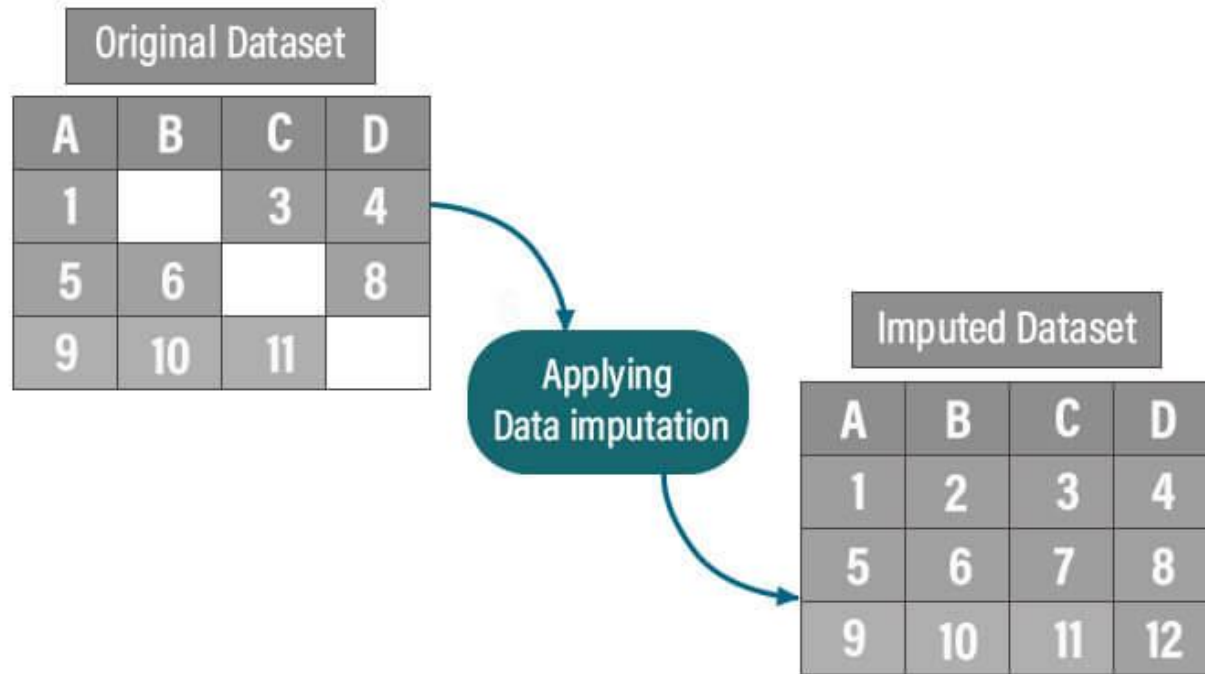 Original Dataset
A B C D
1 3 4
5 6 8
9 10 11
Applying
Data imputation
Imputed Dataset
A B C D
1 2 3 4
5 6 7 8
9 10 11 12